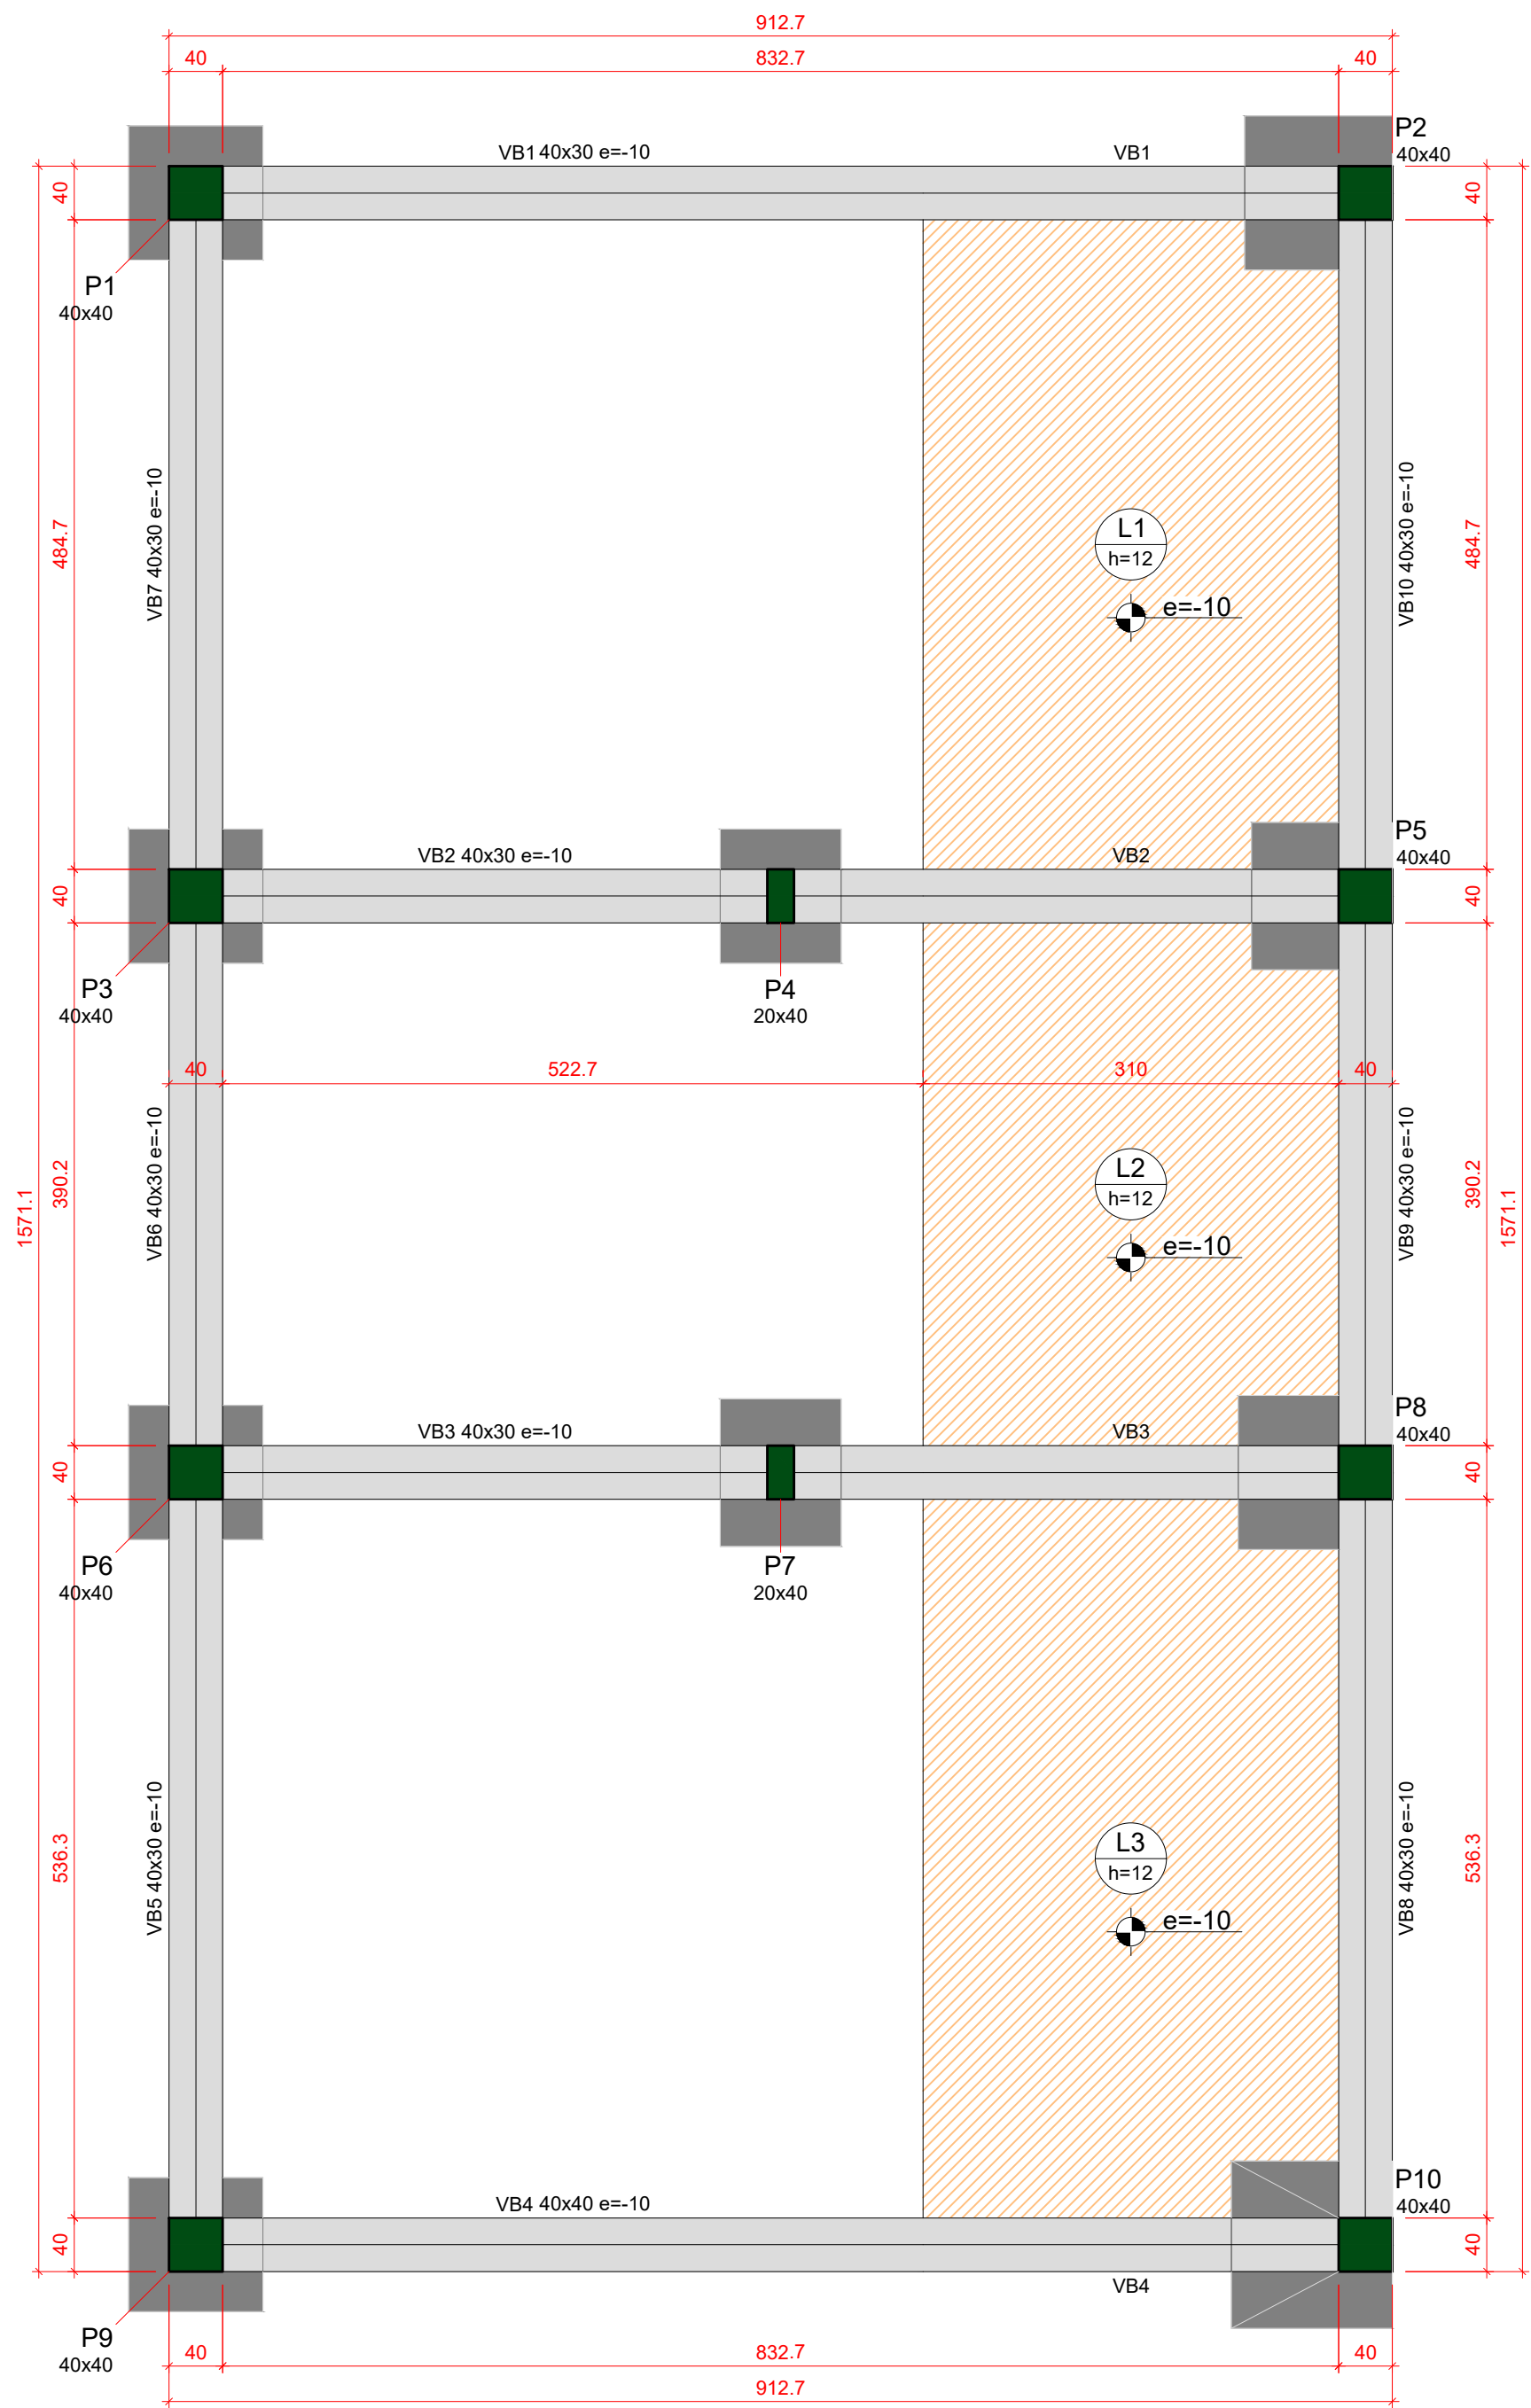 912.7
40 832.7 40
P2
40x40
VB1 40x30 e=-10 VB1
40 40
P1
40x40
L1
h=12
e=-10
VB7 40x30 e=-10
VB10 40x30 e=-10
484.7 484.7
P5
40x40
VB2 40x30 e=-10 VB2
40 40
P3
40x40
P4
20x40
40 522.7 310 40
L2
h=12
e=-10
VB6 40x30 e=-10
VB9 40x30 e=-10
1571.1 390.2 390.2 1571.1
P8
40x40
VB3 40x30 e=-10 VB3
40 40
P6
40x40
P7
20x40
L3
h=12
e=-10
VB5 40x30 e=-10
VB8 40x30 e=-10
536.3 536.3
P10
40x40
VB4 40x40 e=-10
40 40
VB4
P9
40x40
40 832.7 40
912.7